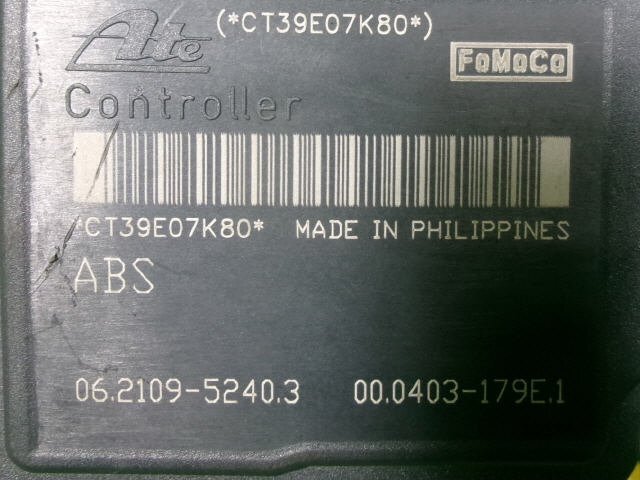 (*CT39E07K80*)
Ate
FoMoCo
Controller
*CT39E07K80* MADE IN PHILIPPINES
ABS
06.2109-5240.3 00.0403-179E.1